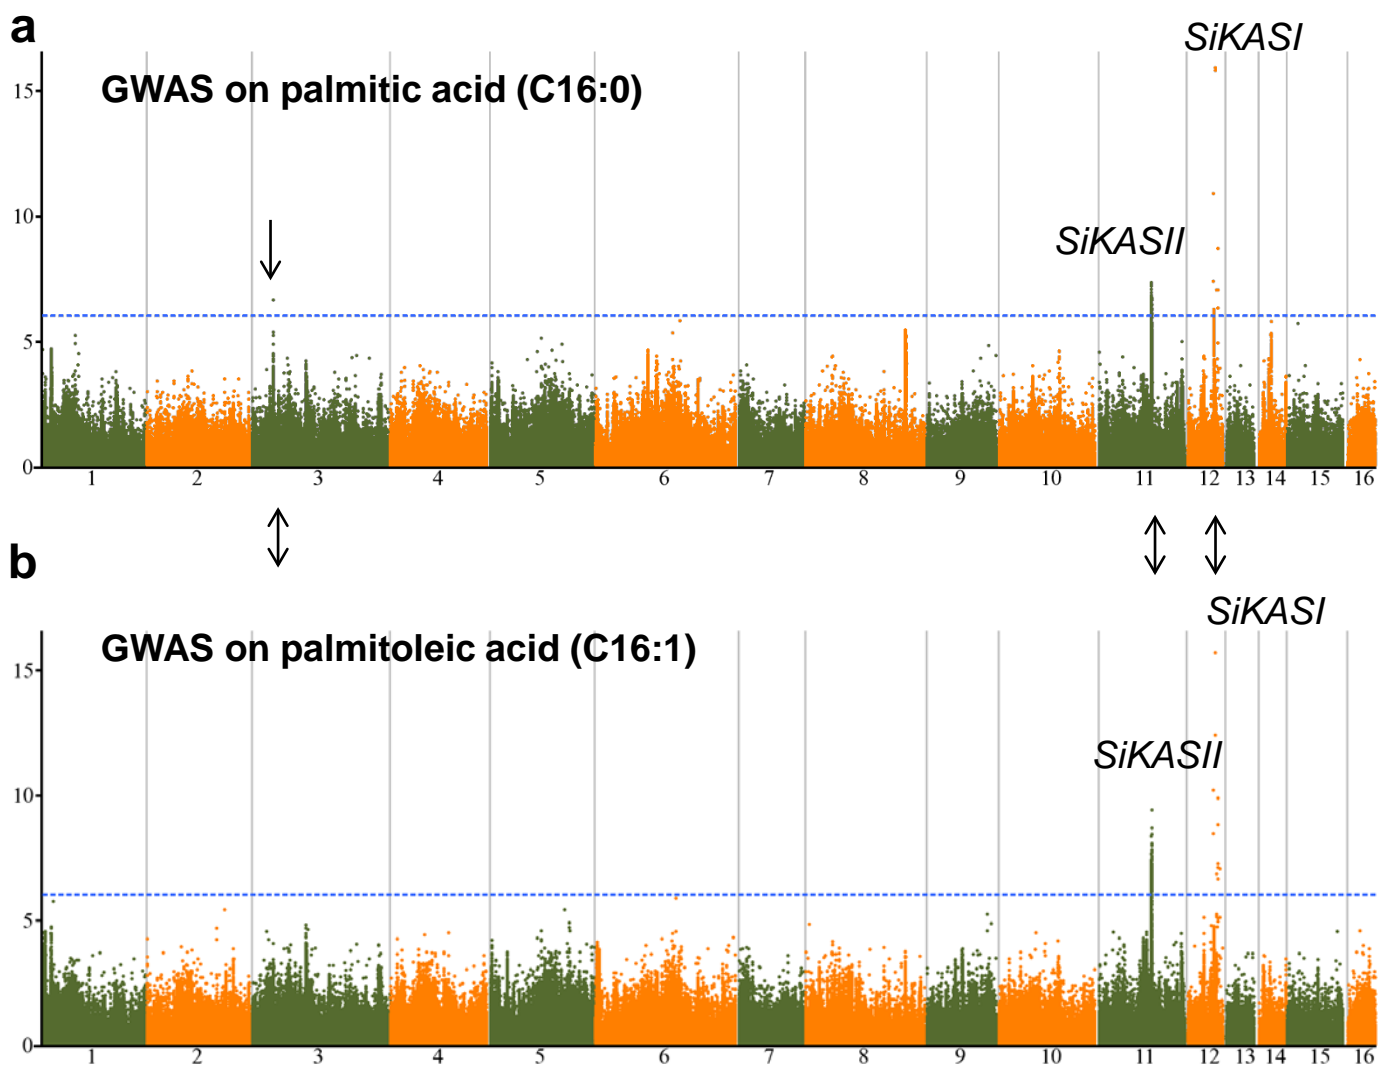 a
SiKASI
GWAS on palmitic acid (C16:0)
15
10
SiKASII
5
0
1 2 3 4 5 6 7 8 9 10 11 12 13 14 15 16
b
SiKASI
GWAS on palmitoleic acid (C16:1)
15
SiKASII
10
5
0
1 2 3 4 5 6 7 8 9 10 11 12 13 14 15 16